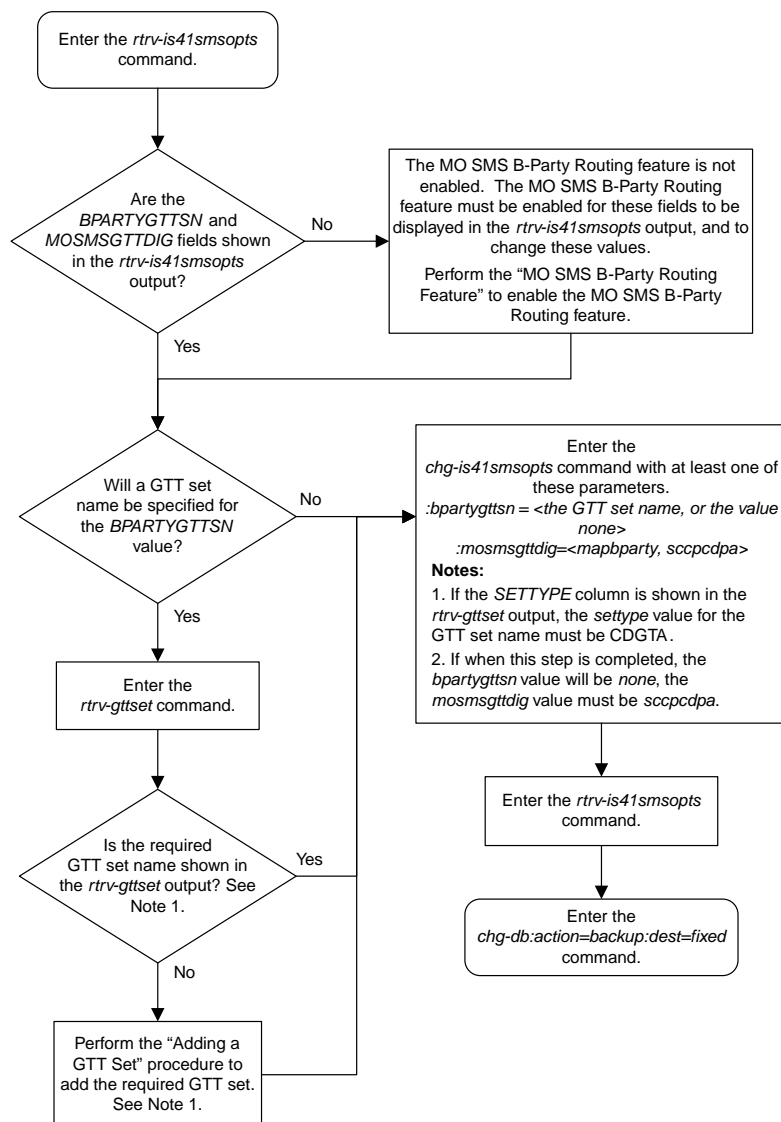 Enter the rtrv-is41smsopts
command.
Are the
BPARTYGTTSN and
MOSMSGTTDIG fields shown
in the rtrv-is41smsopts
output?
No
The MO SMS B-Party Routing feature is not
enabled. The MO SMS B-Party Routing
feature must be enabled for these fields to be
displayed in the rtrv-is41smsopts output, and to
change these values.
Perform the “MO SMS B-Party Routing
Feature” to enable the MO SMS B-Party
Routing feature.
Yes
Will a GTT set
name be specified for
the BPARTYGTTSN
value?
No
Yes
Enter the
rtrv-gttset command.
Is the required
GTT set name shown in
the rtrv-gttset output? See
Note 1.
Yes
No
Perform the “Adding a
GTT Set” procedure to
add the required GTT set.
See Note 1.
Enter the
chg-is41smsopts command with at least one of
these parameters.
:bpartygttsn = <the GTT set name, or the value
none>
:mosmsgttdig=<mapbparty, sccpcdpa>
Notes:
1. If the SETTYPE column is shown in the
rtrv-gttset output, the settype value for the
GTT set name must be CDGTA.
2. If when this step is completed, the
bpartygttsn value will be none, the
mosmsgttdig value must be sccpcdpa.
Enter the rtrv-is41smsopts
command.
Enter the
chg-db:action=backup:dest=fixed
command.